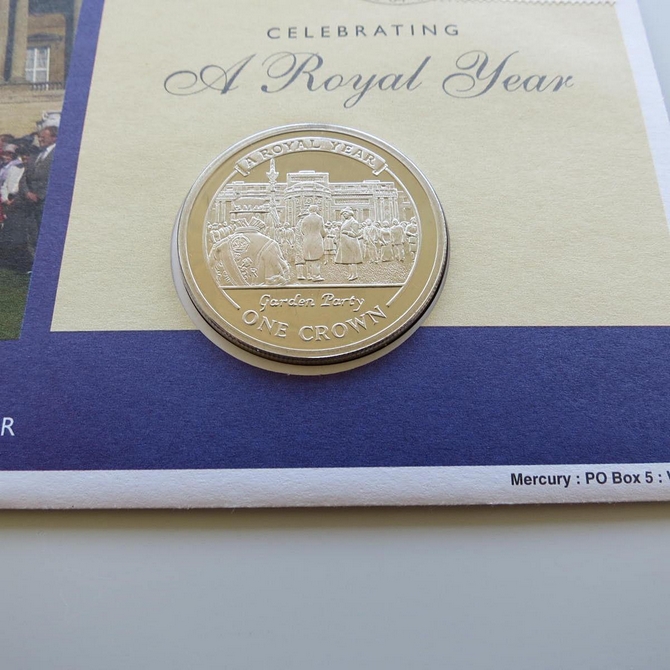 CELEBRATING
A Royal Year
A ROYAL YEAR
Garden Party
ONE CROWN
R
Mercury : PO Box 5 :